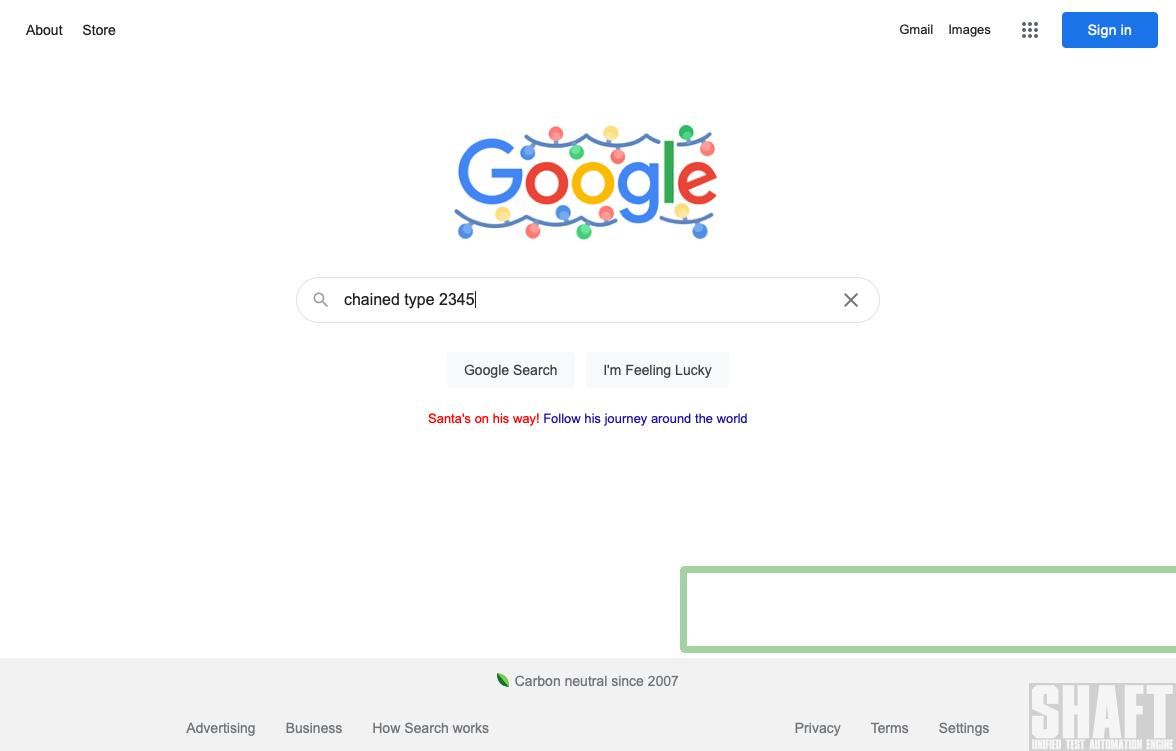 About Store
Gmail Images
Sign in
Google
chained type 2345
Google Search
I'm Feeling Lucky
Santa's on his way! Follow his journey around the world
Carbon neutral since 2007
Advertising Business How Search works
Privacy Terms Settings
SHAFT
UNIFIED TEST AUTOMATION ENGINE